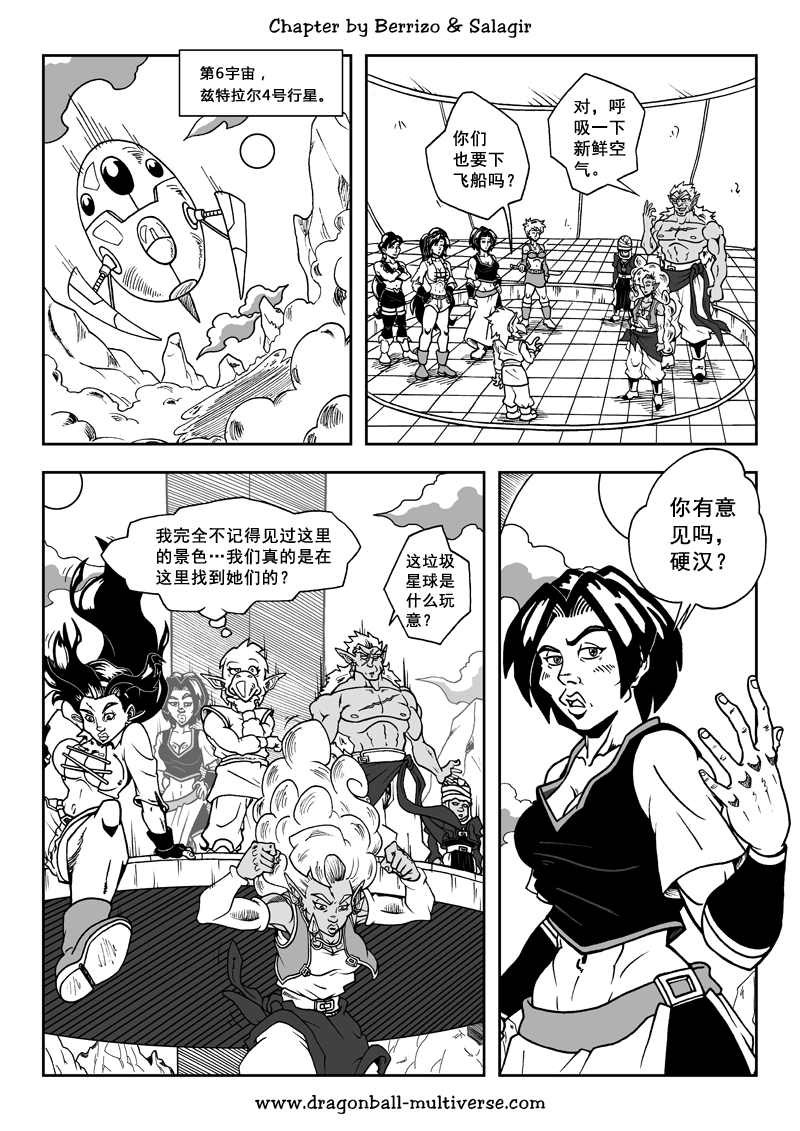 Chapter by Berrizo & Salagir
第6宇宙，
兹特拉尔4号行星。
你们
也要下
飞船吗？
对，呼
吸一下
新鲜空
气。
我完全不记得见过这里
的景色…我们真的是在
这里找到她们的？
这垃圾
星球是
什么玩
意？
你有意
见吗，
硬汉？
www.dragonball-multiverse.com